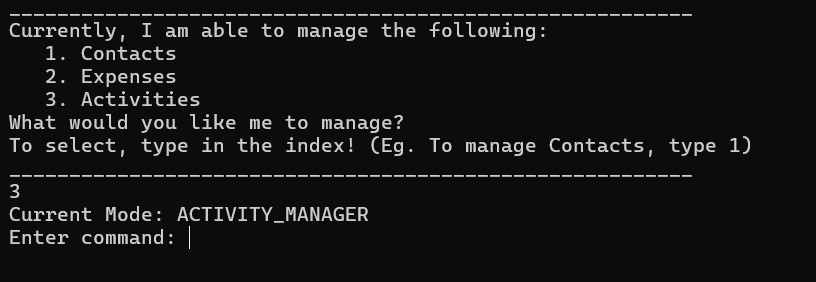 _________________________________________________________
Currently, I am able to manage the following:
   1. Contacts
   2. Expenses
   3. Activities
What would you like me to manage?
To select, type in the index! (Eg. To manage Contacts, type 1)
_________________________________________________________
3
Current Mode: ACTIVITY_MANAGER
Enter command: